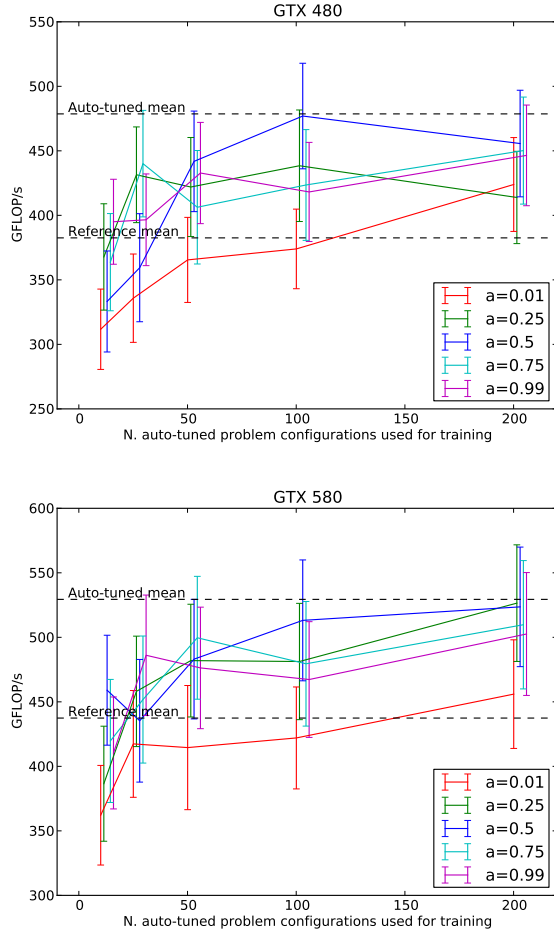 GTX 480
550
500
450
400
350
300
250
GFLOP/s
Auto-tuned mean
Reference mean
a=0.01
a=0.25
a=0.5
a=0.75
a=0.99
0 50 100 150 200
N. auto-tuned problem configurations used for training
GTX 580
600
550
500
450
400
350
300
GFLOP/s
Auto-tuned mean
Reference mean
a=0.01
a=0.25
a=0.5
a=0.75
a=0.99
0 50 100 150 200
N. auto-tuned problem configurations used for training